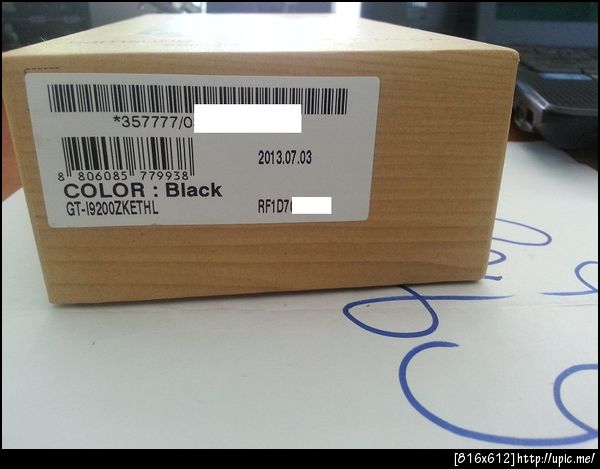 *357777/0
8 806085 779938
2013.07.03
COLOR : Black
GT-I9200ZKETHL
RF1D7
[816x612]http://upic.me/